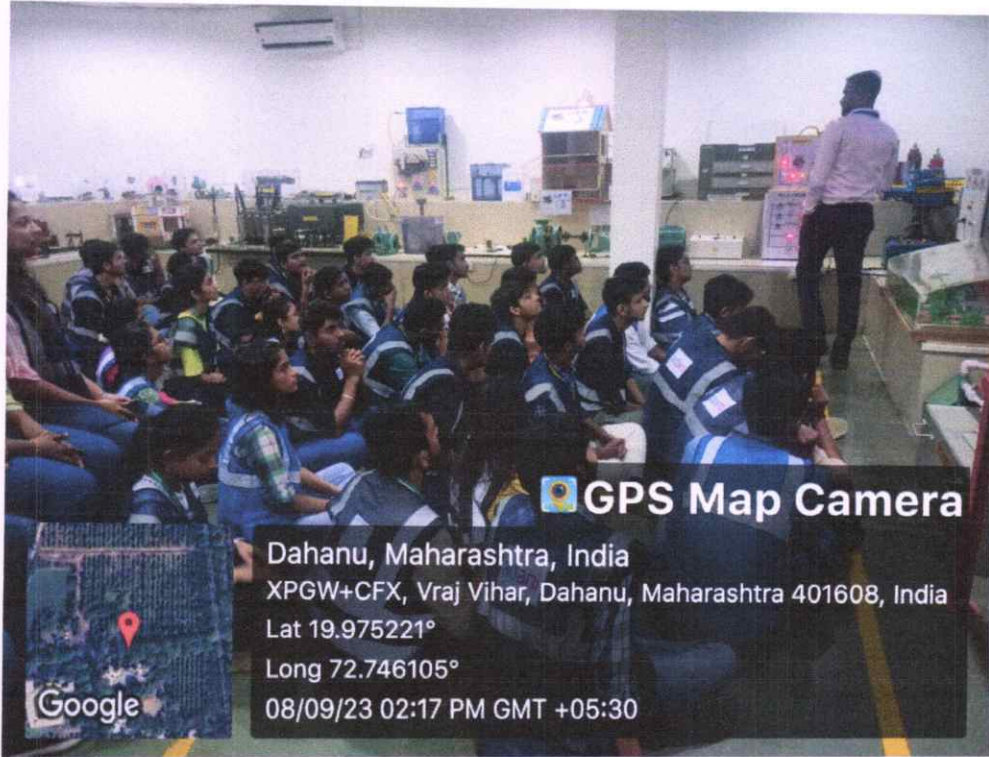 GPS Map Camera
Dahanu, Maharashtra, India
XPGW+CFX, Vraj Vihar, Dahanu, Maharashtra 401608, India
Lat 19.975221°
Long 72.746105°
08/09/23 02:17 PM GMT +05:30
Google